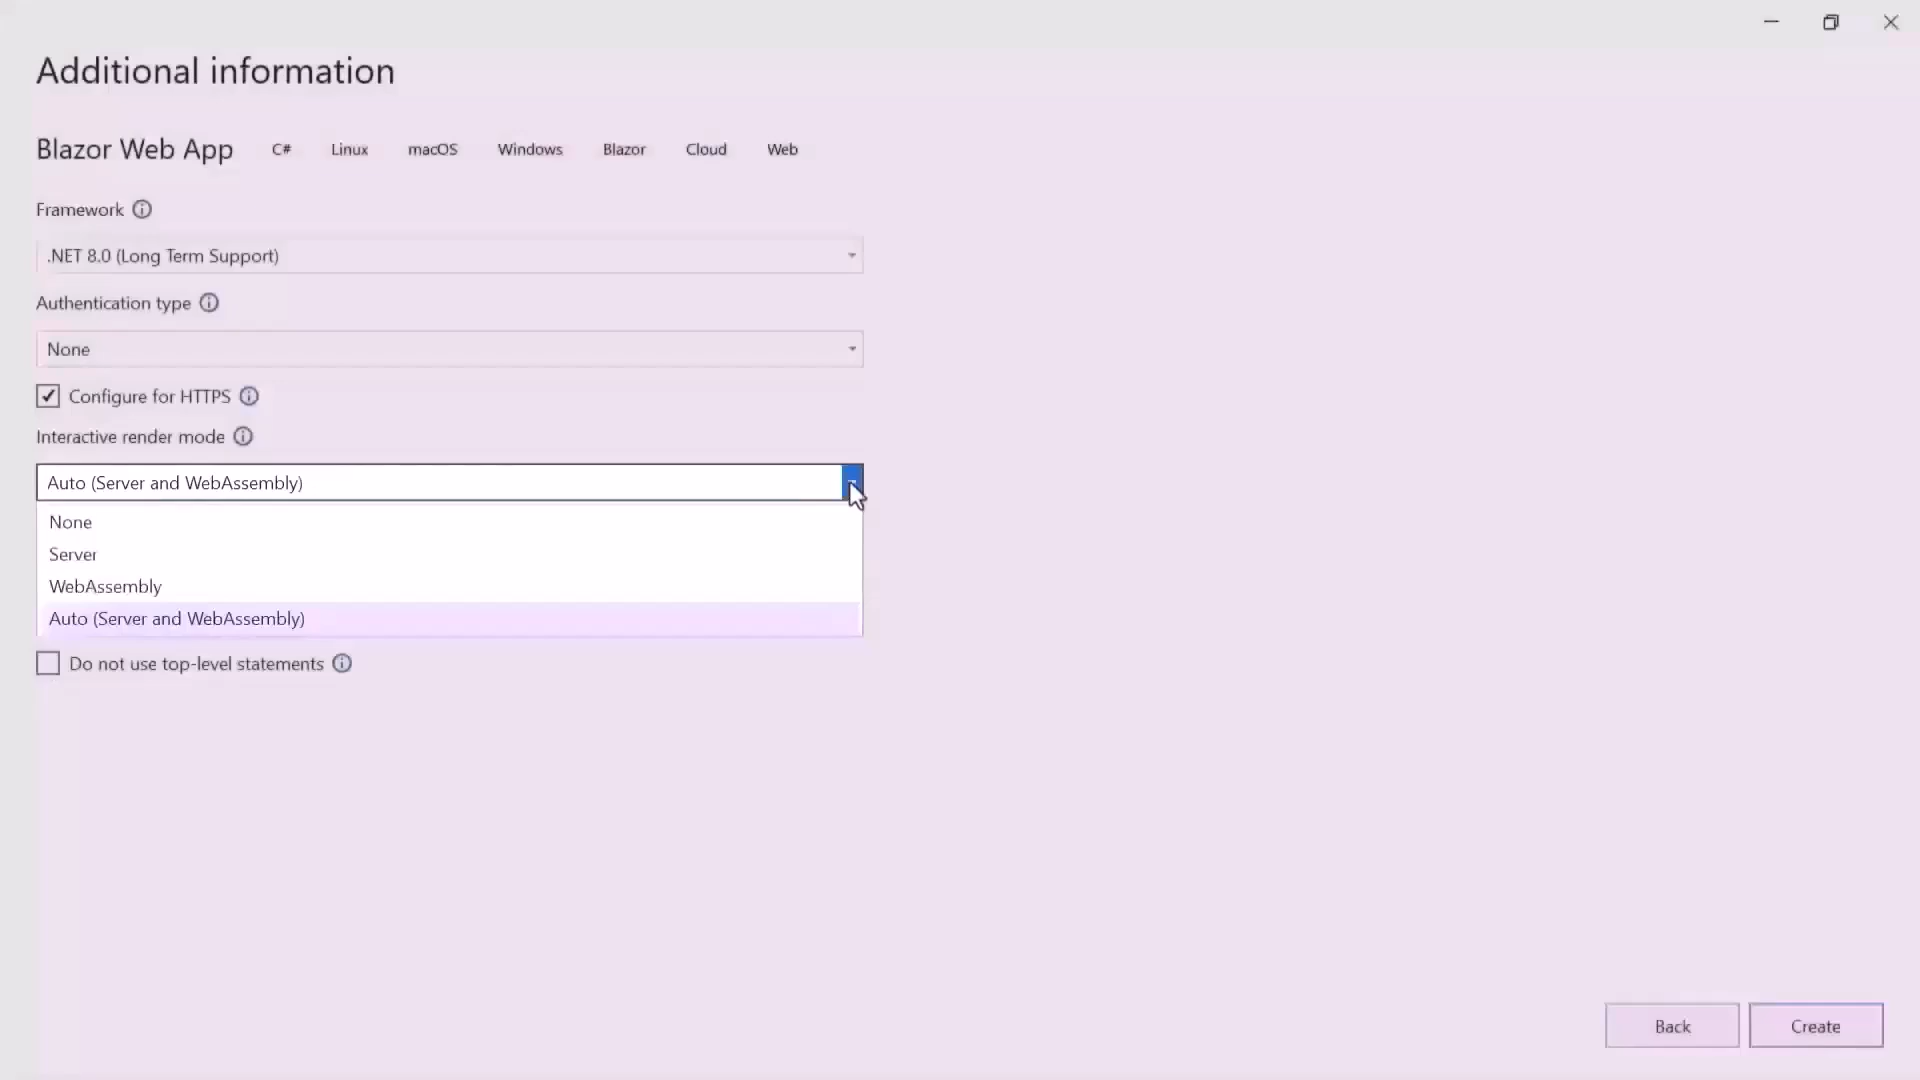 Additional information
Blazor Web App C# Linux macOS Windows Blazor Cloud Web
Framework
.NET 8.0 (Long Term Support)
Authentication type
None
Configure for HTTPS
Interactive render mode
Auto (Server and WebAssembly)
None
Server
WebAssembly
Auto (Server and WebAssembly)
Do not use top-level statements
Back Create